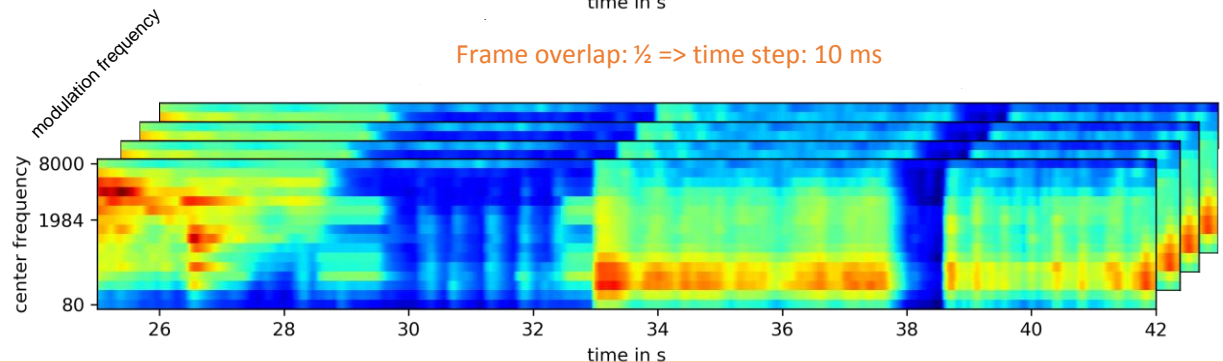 time in s
modulation frequency
Frame overlap: ½ => time step: 10 ms
center frequency
8000
1984
80
26 28 30 32 34 36 38 40 42
time in s